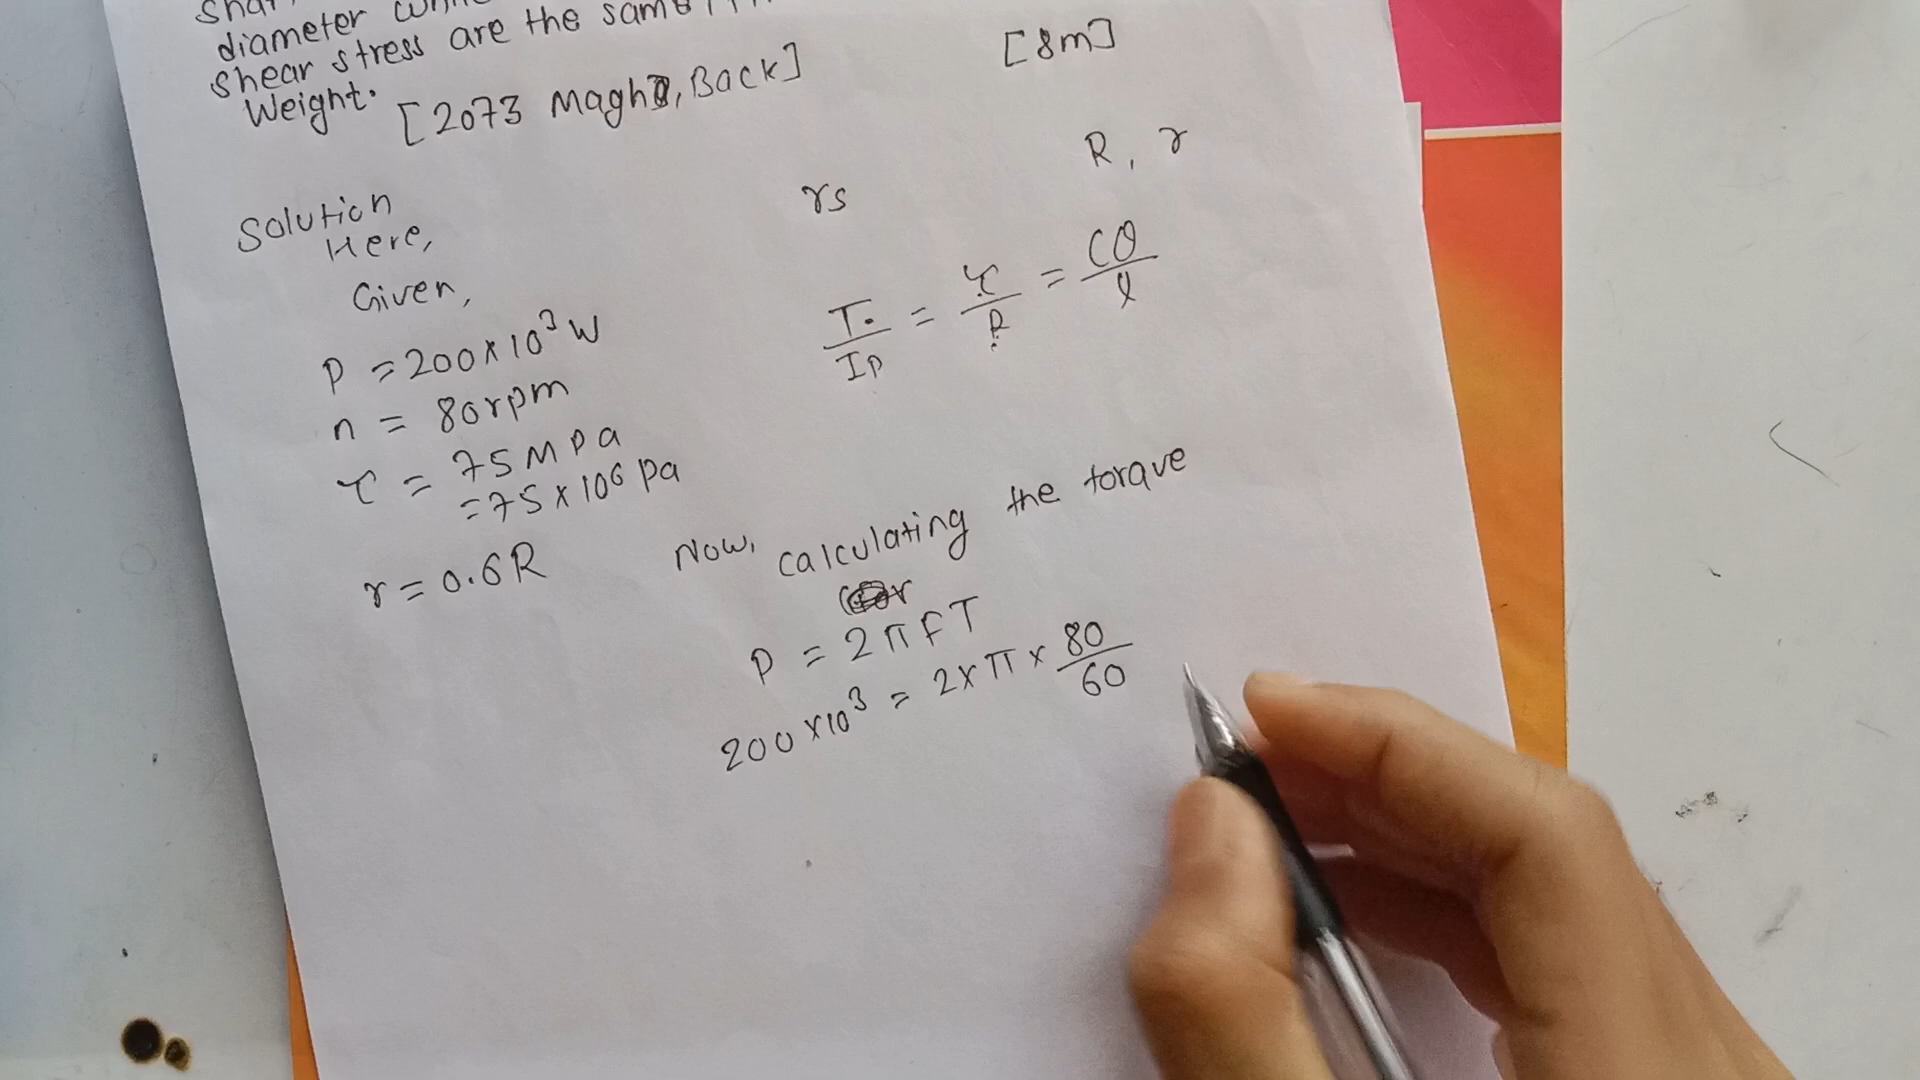 diameter
shear stress are the same
Weight.
[2073 Magh, Back] [8m]
R, r
rs
Solution
Here,
Given,
P = 200×10³ W
n = 80rpm
τ = 75 MPa
= 75×10⁶ Pa
r = 0.6R
T/Ip = τ/R = Cθ/l
Now, calculating the torque
P = 2πFT
200×10³ = 2×π×80/60